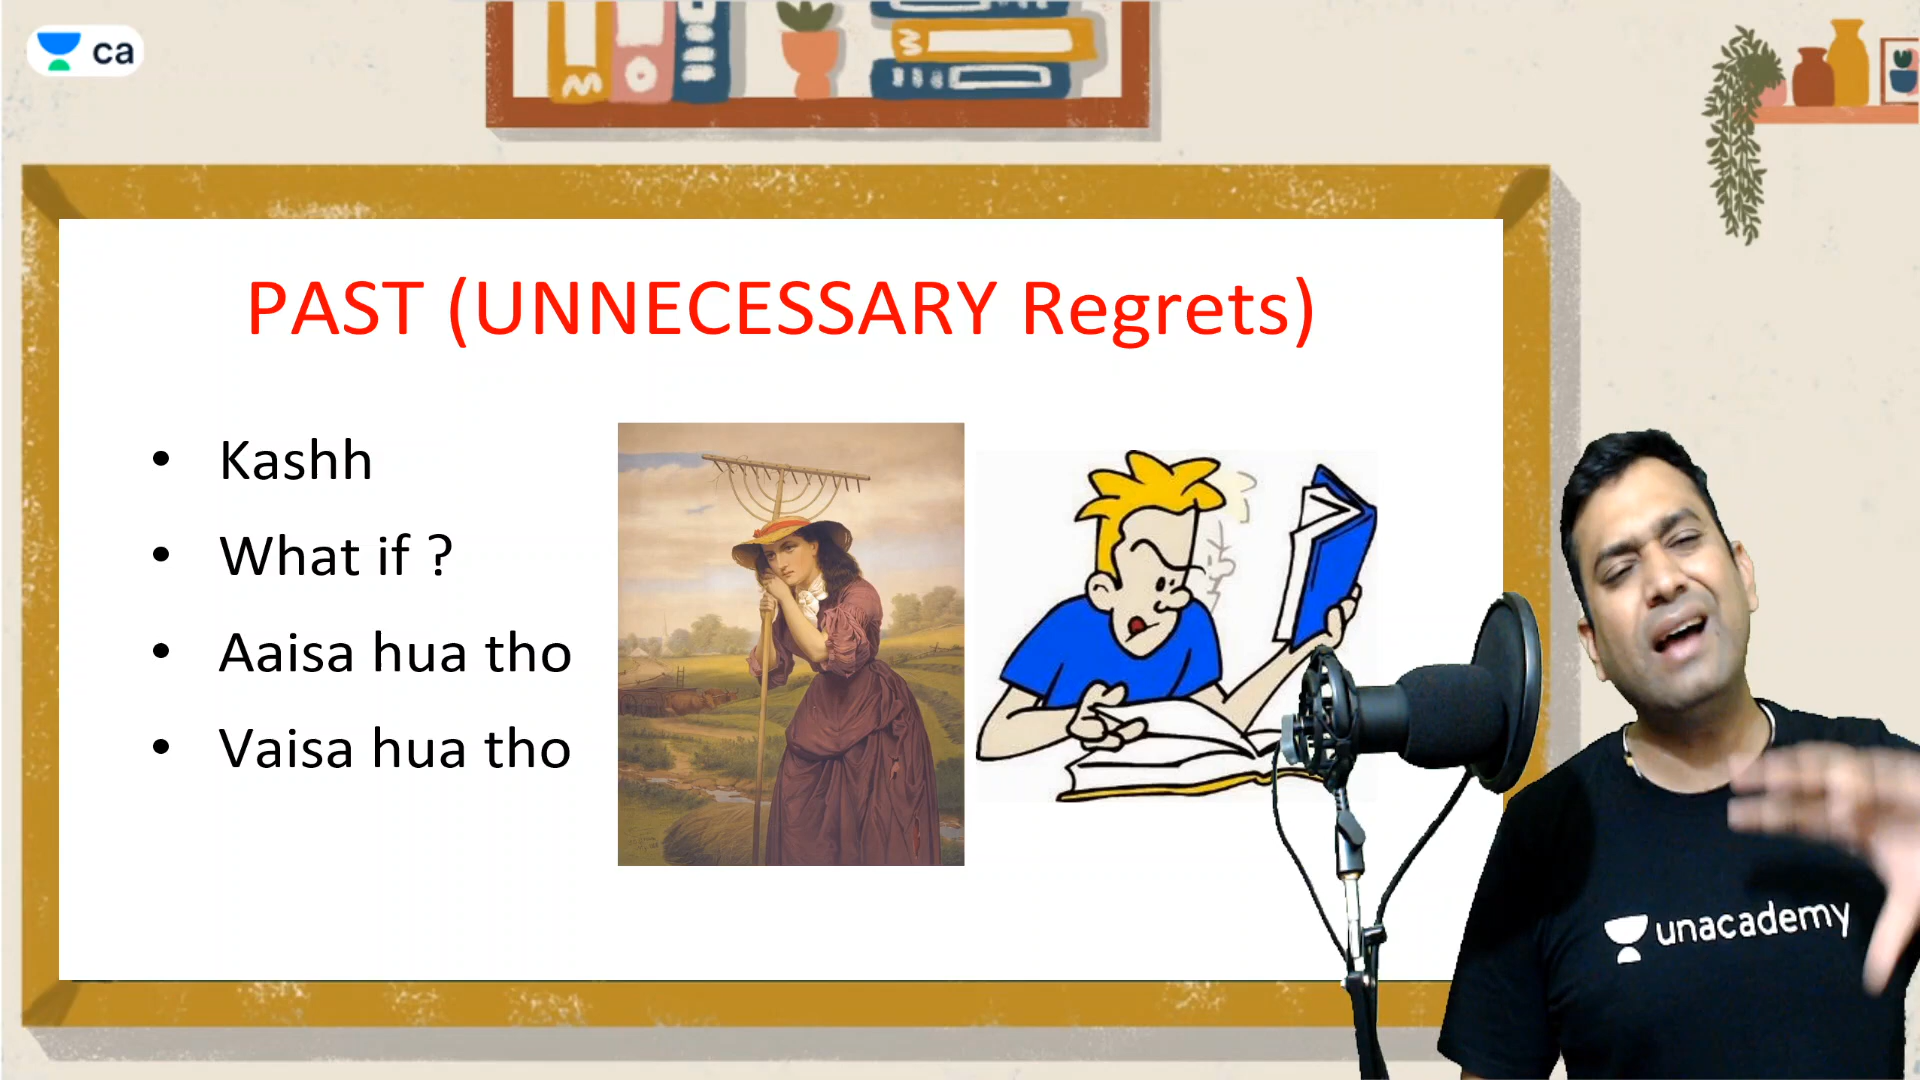 ca
PAST (UNNECESSARY Regrets)
• Kashh
• What if ?
• Aaisa hua tho
• Vaisa hua tho
unacademy